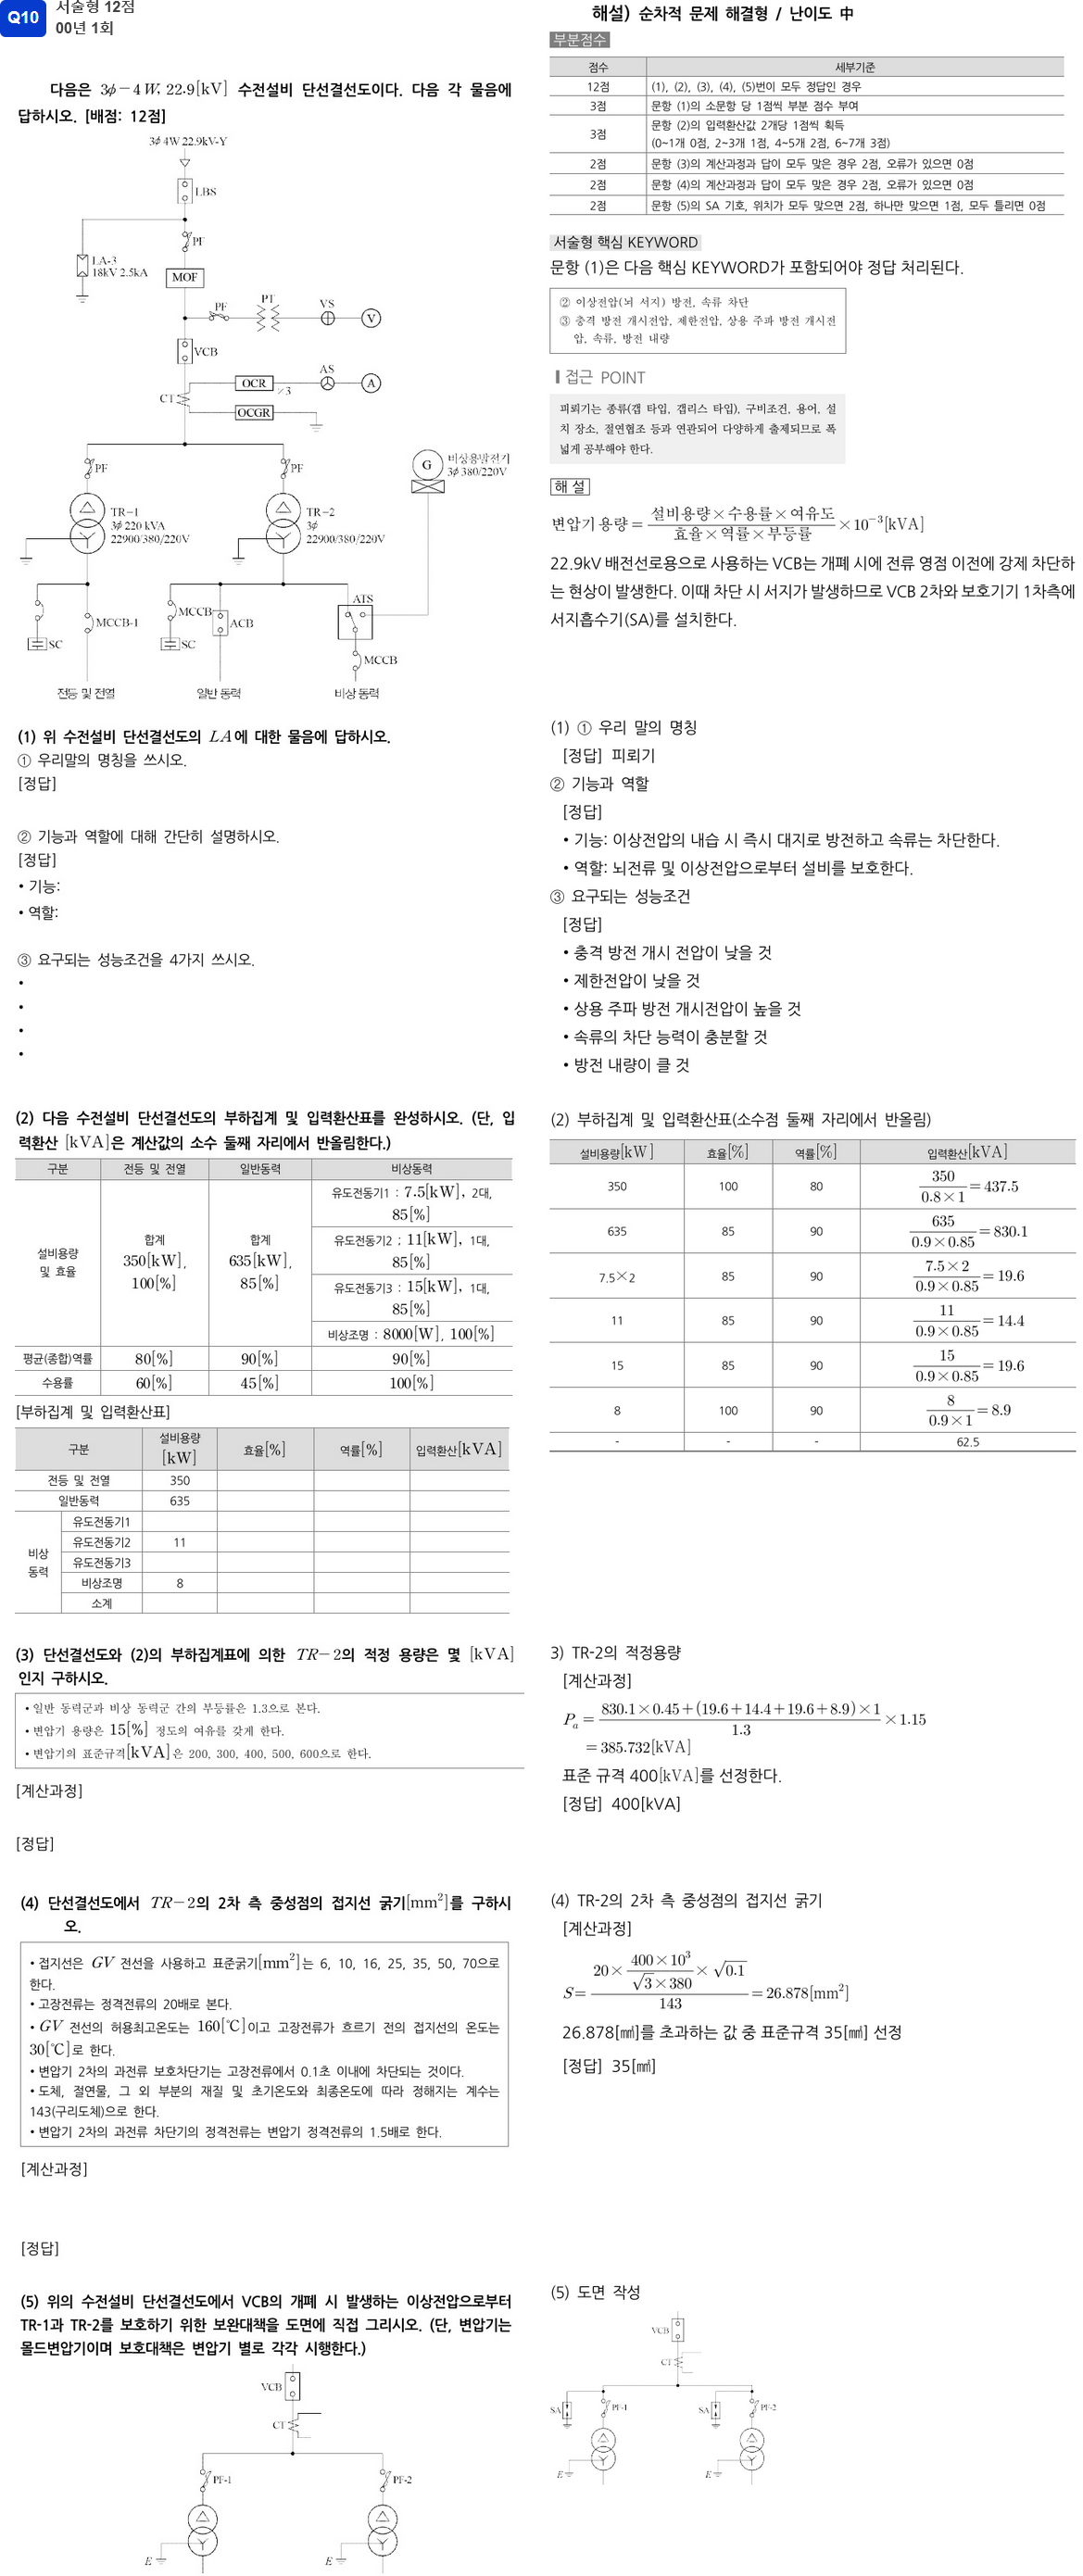 Q10
서술형 12점
00년 1회
다음은 3φ−4W, 22.9[kV] 수전설비 단선결선도이다. 다음 각 물음에
답하시오. [배점: 12점]
3φ 4W 22.9kV-Y
LBS
PF
LA-3
18kV 2.5kA
MOF
PF
PT
VS
V
VCB
CT
OCR
×3
AS
A
OCGR
PF
PF
G
비상용발전기
3φ 380/220V
TR-1
3φ 220 kVA
22900/380/220V
TR-2
3φ
22900/380/220V
SC
MCCB-1
MCCB
SC
ACB
ATS
MCCB
전등 및 전열
일반 동력
비상 동력
(1) 위 수전설비 단선결선도의 LA에 대한 물음에 답하시오.
① 우리말의 명칭을 쓰시오.
[정답]
② 기능과 역할에 대해 간단히 설명하시오.
[정답]
• 기능:
• 역할:
③ 요구되는 성능조건을 4가지 쓰시오.
•
•
•
•
(2) 다음 수전설비 단선결선도의 부하집계 및 입력환산표를 완성하시오. (단, 입
력환산 [kVA]은 계산값의 소수 둘째 자리에서 반올림한다.)
구분 전등 및 전열 일반동력 비상동력
설비용량
및 효율
합계
350[kW],
100[%]
합계
635[kW],
85[%]
유도전동기1 : 7.5[kW], 2대,
85[%]
유도전동기2 : 11[kW], 1대,
85[%]
유도전동기3 : 15[kW], 1대,
85[%]
비상조명 : 8000[W], 100[%]
평균(종합)역률 80[%] 90[%] 90[%]
수용률 60[%] 45[%] 100[%]
[부하집계 및 입력환산표]
구분 설비용량 [kW] 효율[%] 역률[%] 입력환산[kVA]
전등 및 전열 350
일반동력 635
비상
동력
유도전동기1
유도전동기2 11
유도전동기3
비상조명 8
소계
(3) 단선결선도와 (2)의 부하집계표에 의한 TR−2의 적정 용량은 몇 [kVA]
인지 구하시오.
• 일반 동력군과 비상 동력군 간의 부등률은 1.3으로 본다.
• 변압기 용량은 15[%] 정도의 여유를 갖게 한다.
• 변압기의 표준규격[kVA]은 200, 300, 400, 500, 600으로 한다.
[계산과정]
[정답]
(4) 단선결선도에서 TR−2의 2차 측 중성점의 접지선 굵기[mm²]를 구하시
오.
• 접지선은 GV 전선을 사용하고 표준굵기[mm²]는 6, 10, 16, 25, 35, 50, 70으로
한다.
• 고장전류는 정격전류의 20배로 본다.
• GV 전선의 허용최고온도는 160[℃]이고 고장전류가 흐르기 전의 접지선의 온도는
30[℃]로 한다.
• 변압기 2차의 과전류 보호차단기는 고장전류에서 0.1초 이내에 차단되는 것이다.
• 도체, 절연물, 그 외 부분의 재질 및 초기온도와 최종온도에 따라 정해지는 계수는
143(구리도체)으로 한다.
• 변압기 2차의 과전류 차단기의 정격전류는 변압기 정격전류의 1.5배로 한다.
[계산과정]
[정답]
(5) 위의 수전설비 단선결선도에서 VCB의 개폐 시 발생하는 이상전압으로부터
TR-1과 TR-2를 보호하기 위한 보완대책을 도면에 직접 그리시오. (단, 변압기는
몰드변압기이며 보호대책은 변압기 별로 각각 시행한다.)
VCB
CT
PF-1
PF-2
E
E
해설) 순차적 문제 해결형 / 난이도 中
부분점수
점수 세부기준
12점 (1), (2), (3), (4), (5)번이 모두 정답인 경우
3점 문항 (1)의 소문항 당 1점씩 부분 점수 부여
3점 문항 (2)의 입력환산값 2개당 1점씩 획득
(0~1개 0점, 2~3개 1점, 4~5개 2점, 6~7개 3점)
2점 문항 (3)의 계산과정과 답이 모두 맞은 경우 2점, 오류가 있으면 0점
2점 문항 (4)의 계산과정과 답이 모두 맞은 경우 2점, 오류가 있으면 0점
2점 문항 (5)의 SA 기호, 위치가 모두 맞으면 2점, 하나만 맞으면 1점, 모두 틀리면 0점
서술형 핵심 KEYWORD
문항 (1)은 다음 핵심 KEYWORD가 포함되어야 정답 처리된다.
② 이상전압(뇌 서지) 방전, 속류 차단
③ 충격 방전 개시전압, 제한전압, 상용 주파 방전 개시전
압, 속류, 방전 내량
접근 POINT
피뢰기는 종류(갭 타입, 갭리스 타입), 구비조건, 용어, 설
치 장소, 절연협조 등과 연관되어 다양하게 출제되므로 폭
넓게 공부해야 한다.
해 설
변압기 용량 = 설비용량×수용률×여유도 / 효율×역률×부등률 ×10⁻³[kVA]
22.9kV 배전선로용으로 사용하는 VCB는 개폐 시에 전류 영점 이전에 강제 차단하
는 현상이 발생한다. 이때 차단 시 서지가 발생하므로 VCB 2차와 보호기기 1차측에
서지흡수기(SA)를 설치한다.
(1) ① 우리 말의 명칭
[정답] 피뢰기
② 기능과 역할
[정답]
• 기능: 이상전압의 내습 시 즉시 대지로 방전하고 속류는 차단한다.
• 역할: 뇌전류 및 이상전압으로부터 설비를 보호한다.
③ 요구되는 성능조건
[정답]
• 충격 방전 개시 전압이 낮을 것
• 제한전압이 낮을 것
• 상용 주파 방전 개시전압이 높을 것
• 속류의 차단 능력이 충분할 것
• 방전 내량이 클 것
(2) 부하집계 및 입력환산표(소수점 둘째 자리에서 반올림)
설비용량[kW] 효율[%] 역률[%] 입력환산[kVA]
350 100 80 350/0.8×1 = 437.5
635 85 90 635/0.9×0.85 = 830.1
7.5×2 85 90 7.5×2/0.9×0.85 = 19.6
11 85 90 11/0.9×0.85 = 14.4
15 85 90 15/0.9×0.85 = 19.6
8 100 90 8/0.9×1 = 8.9
- - - 62.5
3) TR-2의 적정용량
[계산과정]
Pa = 830.1×0.45+(19.6+14.4+19.6+8.9)×1 / 1.3 ×1.15
= 385.732[kVA]
표준 규격 400[kVA]를 선정한다.
[정답] 400[kVA]
(4) TR-2의 2차 측 중성점의 접지선 굵기
[계산과정]
S = 20× 400×10³/√3×380 ×√0.1 / 143 = 26.878[mm²]
26.878[㎟]를 초과하는 값 중 표준규격 35[㎟] 선정
[정답] 35[㎟]
(5) 도면 작성
VCB
CT
SA
PF-1
SA
PF-2
E
E